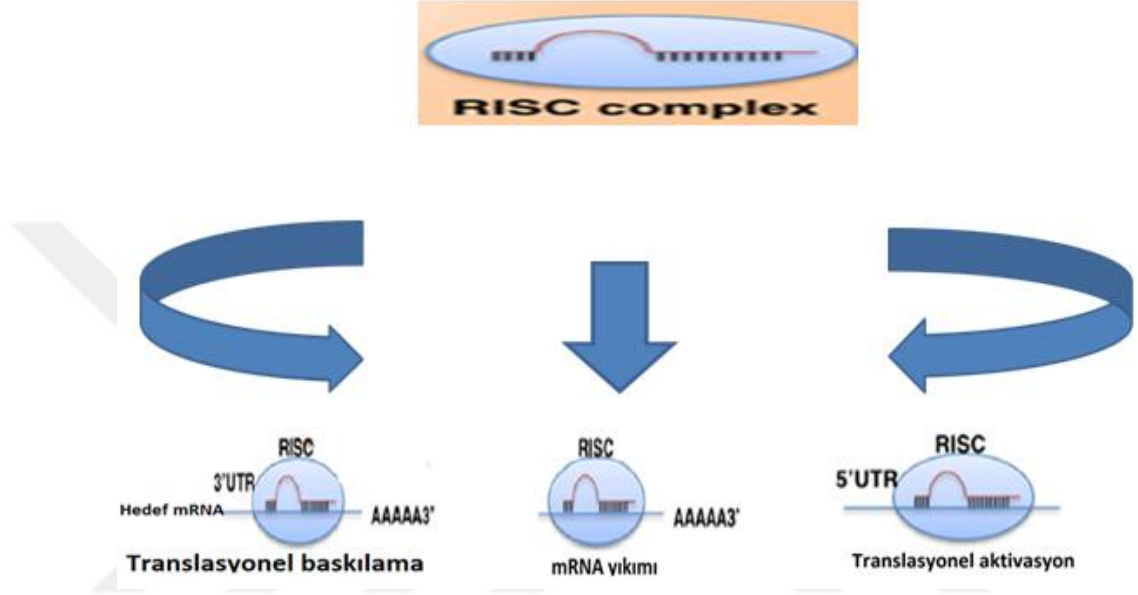 RISC complex
RISC
3'UTR
Hedef mRNA
AAAAA3'
Translasyonel baskılama
RISC
AAAAA3'
mRNA yıkımı
RISC
5'UTR
Translasyonel aktivasyon